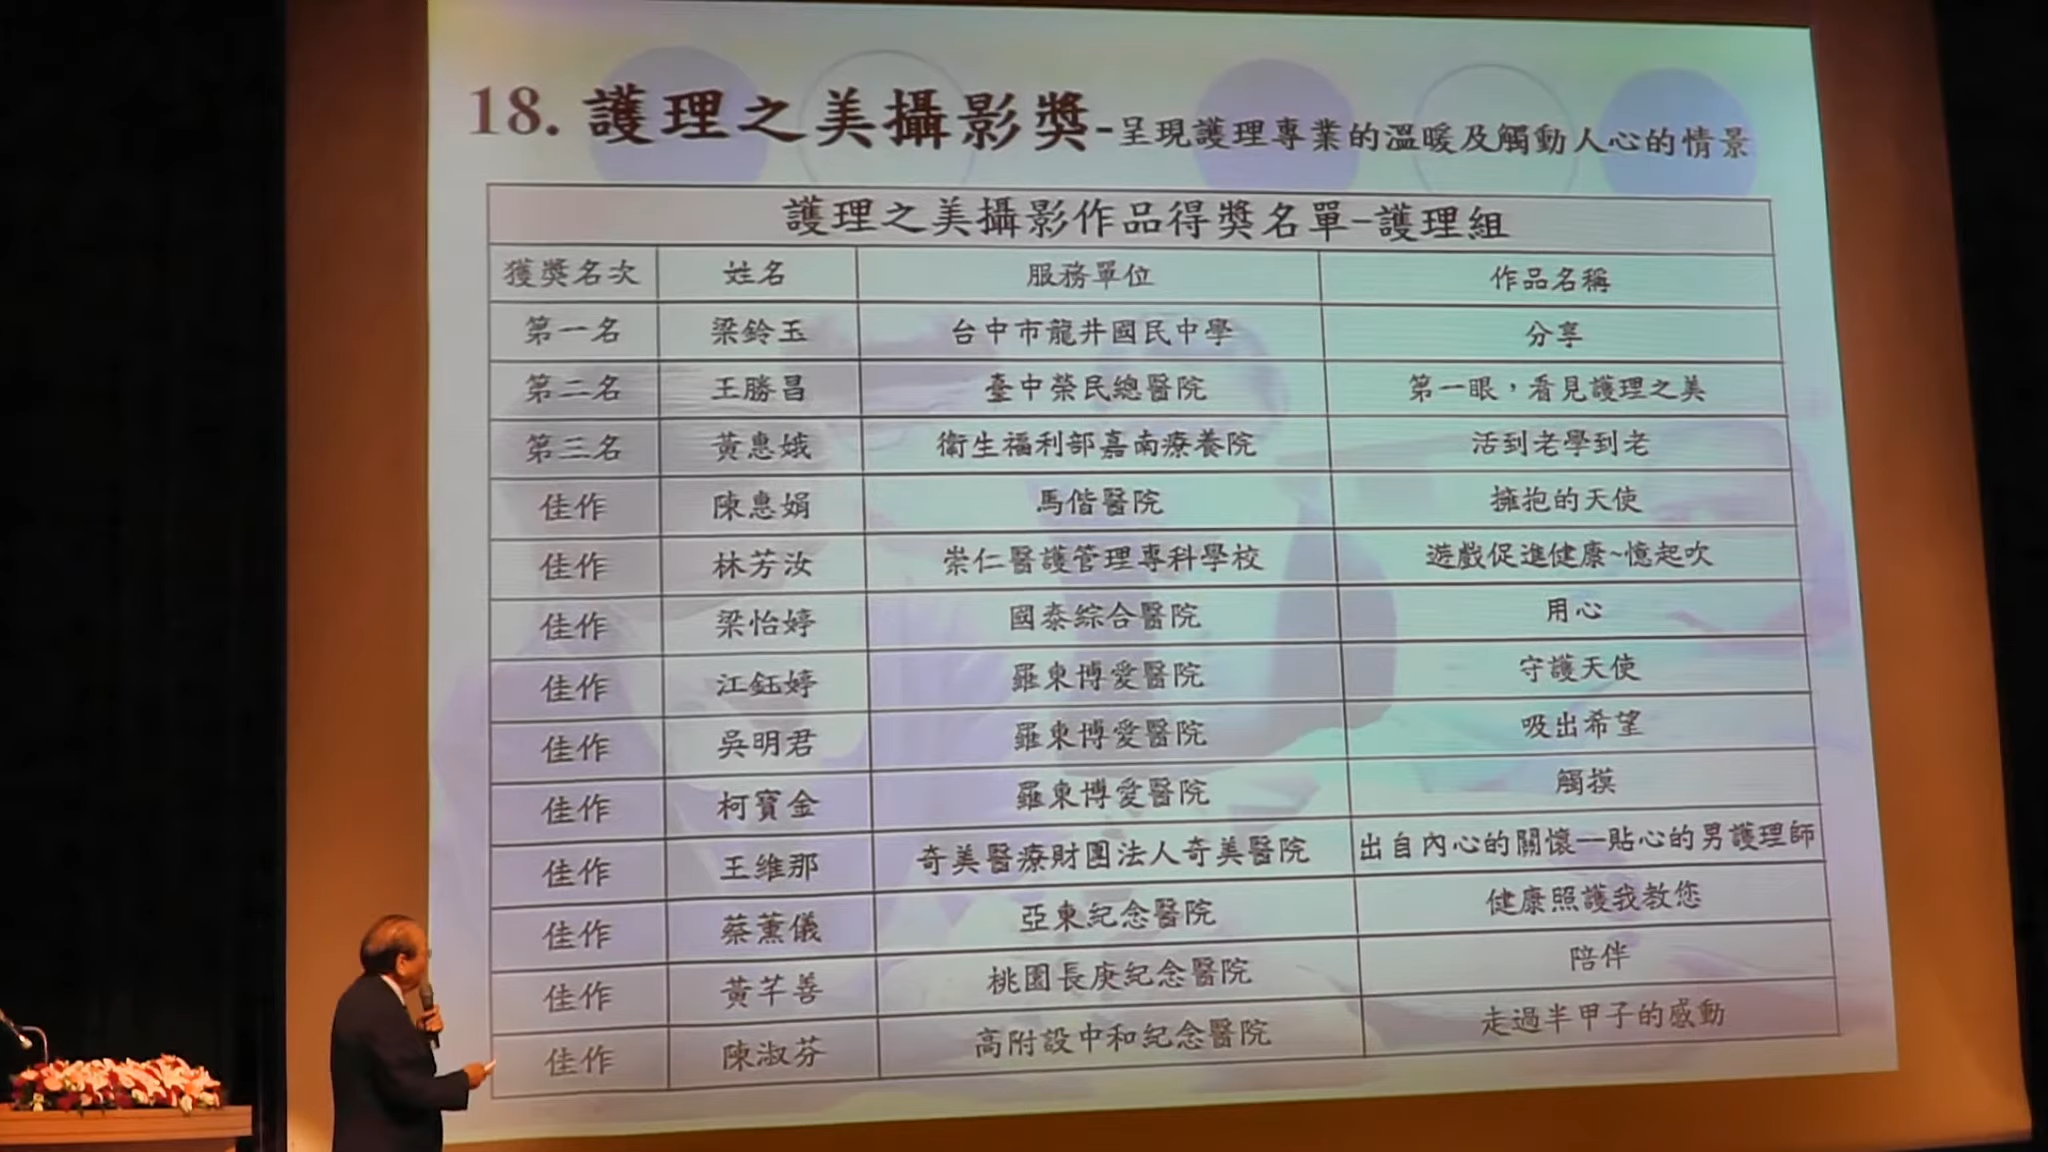 18. 護理之美攝影獎-呈現護理專業的溫暖及觸動人心的情景
護理之美攝影作品得獎名單-護理組
獲獎名次 姓名 服務單位 作品名稱
第一名 梁鈴玉 台中市龍井國民中學 分享
第二名 王勝昌 臺中榮民總醫院 第一眼，看見護理之美
第三名 黃惠娥 衛生福利部嘉南療養院 活到老學到老
佳作 陳惠娟 馬偕醫院 擁抱的天使
佳作 林芳汝 崇仁醫護管理專科學校 遊戲促進健康~憶起吹
佳作 梁怡婷 國泰綜合醫院 用心
佳作 江鈺婷 羅東博愛醫院 守護天使
佳作 吳明君 羅東博愛醫院 吸出希望
佳作 柯寶金 羅東博愛醫院 觸摸
佳作 王維那 奇美醫療財團法人奇美醫院 出自內心的關懷—貼心的男護理師
佳作 蔡薰儀 亞東紀念醫院 健康照護我教您
佳作 黃芊善 桃園長庚紀念醫院 陪伴
佳作 陳淑芬 高附設中和紀念醫院 走過半甲子的感動